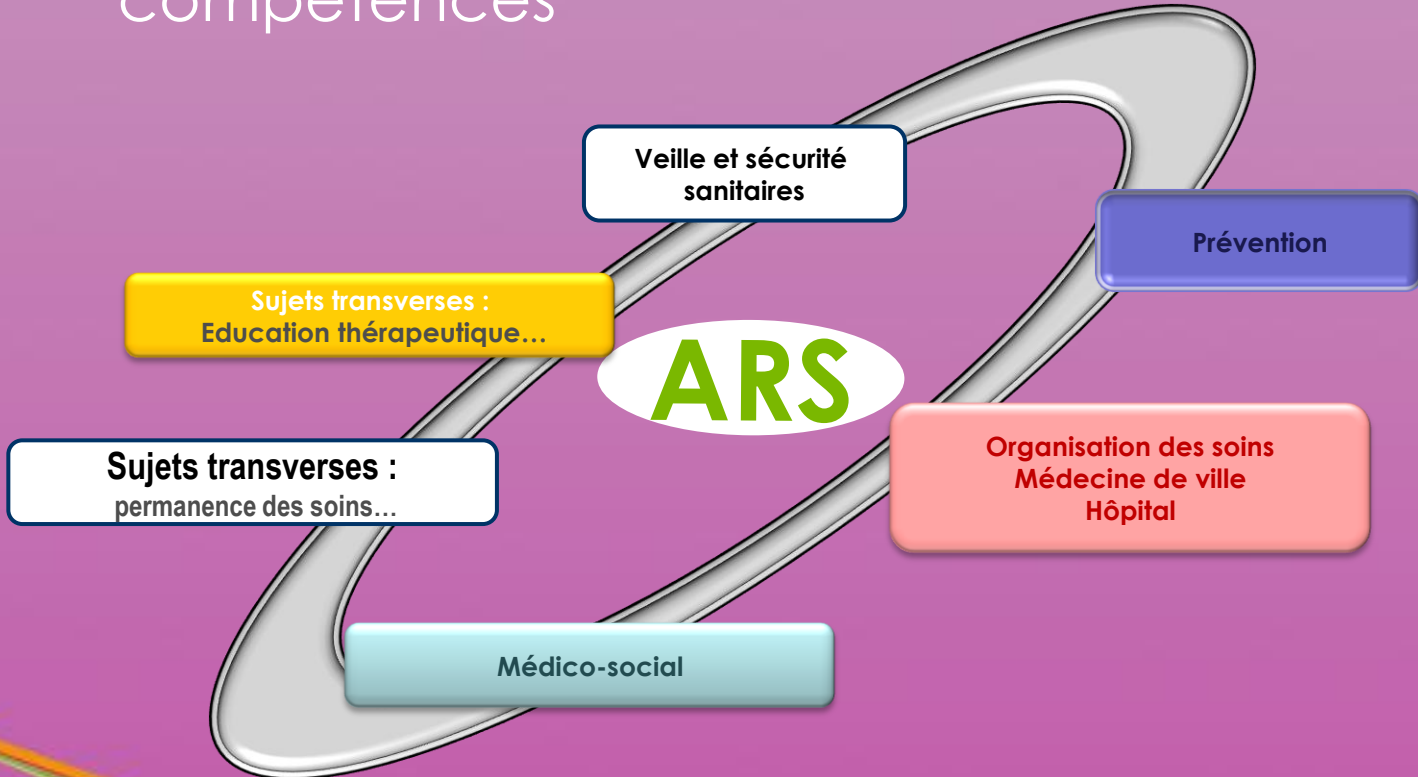 compétences
Veille et sécurité
sanitaires
Prévention
Sujets transverses :
Education thérapeutique…
ARS
Organisation des soins
Médecine de ville
Hôpital
Sujets transverses :
permanence des soins…
Médico-social